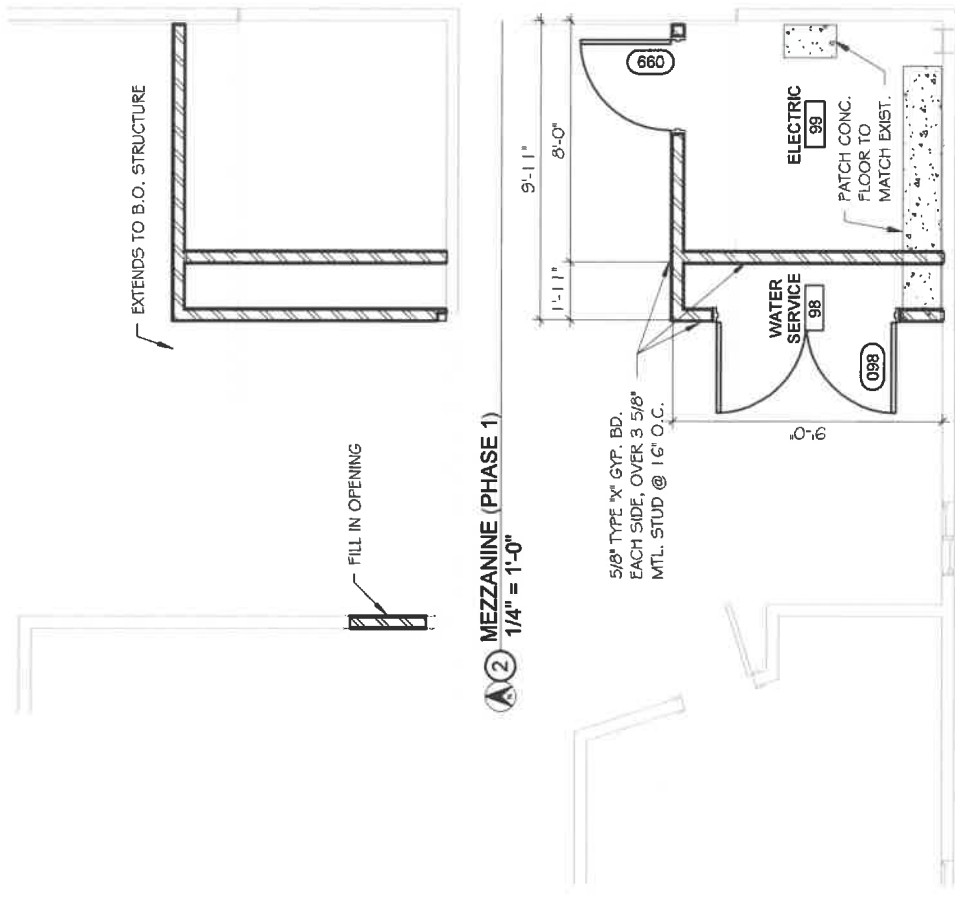 EXTENDS TO B.O. STRUCTURE
FILL IN OPENING
2
N
MEZZANINE (PHASE 1)
1/4" = 1'-0"
9'-11"
1'-11"
8'-0"
099
5/8" TYPE "X" GYP. BD.
EACH SIDE, OVER 3 5/8"
MTL. STUD @ 16" O.C.
WATER
SERVICE
98
ELECTRIC
99
098
9'-0"
PATCH CONC.
FLOOR TO
MATCH EXIST.